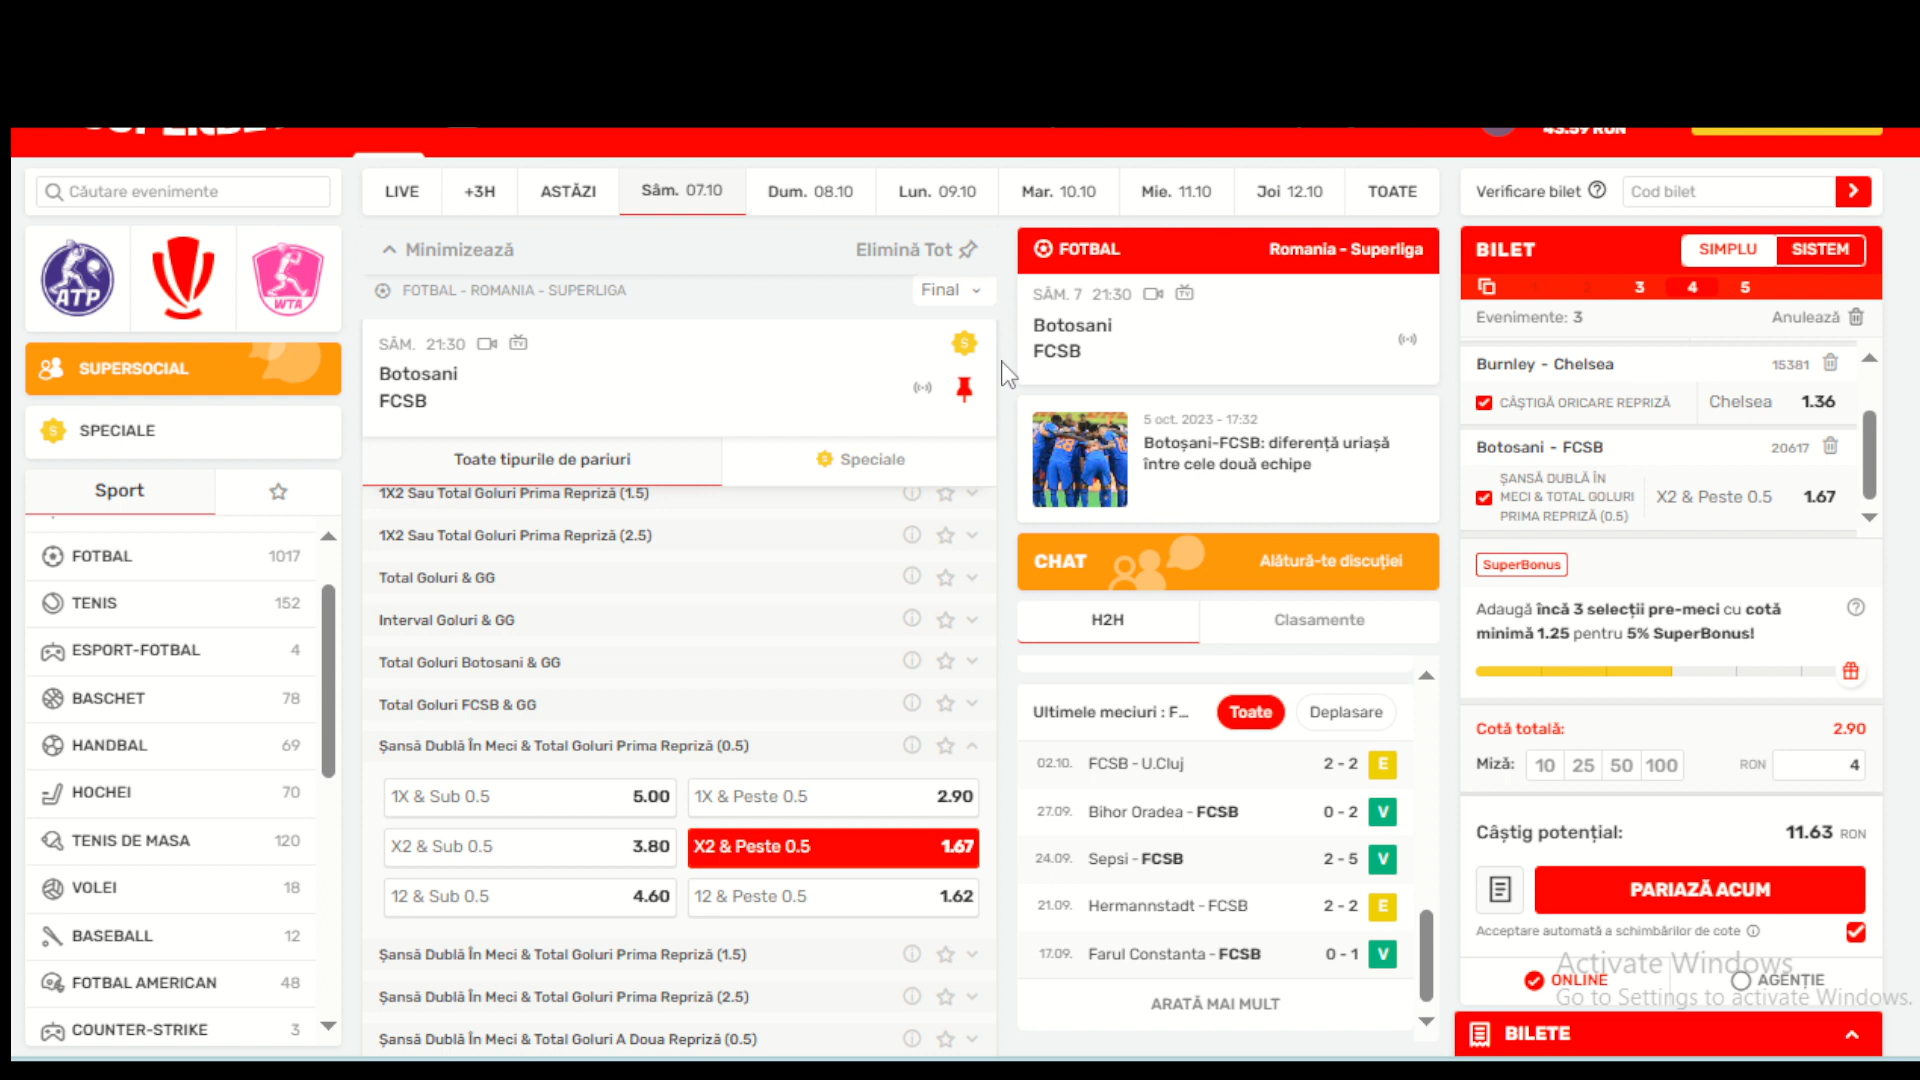 43.59 RON
Căutare evenimente
LIVE
+3H
ASTĂZI
Sâm. 07.10
Dum. 08.10
Lun. 09.10
Mar. 10.10
Mie. 11.10
Joi 12.10
TOATE
Verificare bilet
Cod bilet
ATP
WTA
SUPERSOCIAL
SPECIALE
Sport
FOTBAL 1017
TENIS 152
ESPORT-FOTBAL 4
BASCHET 78
HANDBAL 69
HOCHEI 70
TENIS DE MASA 120
VOLEI 18
BASEBALL 12
FOTBAL AMERICAN 48
COUNTER-STRIKE 3
Minimizează
Elimină Tot
FOTBAL - ROMANIA - SUPERLIGA
Final
SÂM. 21:30
Botosani
FCSB
Toate tipurile de pariuri
Speciale
1X2 Sau Total Goluri Prima Repriză (1.5)
1X2 Sau Total Goluri Prima Repriză (2.5)
Total Goluri & GG
Interval Goluri & GG
Total Goluri Botosani & GG
Total Goluri FCSB & GG
Șansă Dublă În Meci & Total Goluri Prima Repriză (0.5)
1X & Sub 0.5 5.00
1X & Peste 0.5 2.90
X2 & Sub 0.5 3.80
X2 & Peste 0.5 1.67
12 & Sub 0.5 4.60
12 & Peste 0.5 1.62
Șansă Dublă În Meci & Total Goluri Prima Repriză (1.5)
Șansă Dublă În Meci & Total Goluri Prima Repriză (2.5)
Șansă Dublă În Meci & Total Goluri A Doua Repriză (0.5)
FOTBAL
Romania - Superliga
SÂM. 7 21:30
Botosani
FCSB
5 oct. 2023 - 17:32
Botoșani-FCSB: diferență uriașă
între cele două echipe
CHAT
Alătură-te discuției
H2H
Clasamente
Ultimele meciuri : F...
Toate
Deplasare
02.10. FCSB - U.Cluj 2 - 2 E
27.09. Bihor Oradea - FCSB 0 - 2 V
24.09. Sepsi - FCSB 2 - 5 V
21.09. Hermannstadt - FCSB 2 - 2 E
17.09. Farul Constanta - FCSB 0 - 1 V
ARATĂ MAI MULT
BILET
SIMPLU
SISTEM
3 4 5
Evenimente: 3
Anulează
Burnley - Chelsea 15381
CÂȘTIGĂ ORICARE REPRIZĂ Chelsea 1.36
Botosani - FCSB 20617
ȘANSĂ DUBLĂ ÎN
MECI & TOTAL GOLURI
PRIMA REPRIZĂ (0.5)
X2 & Peste 0.5 1.67
SuperBonus
Adaugă încă 3 selecții pre-meci cu cotă
minimă 1.25 pentru 5% SuperBonus!
Cotă totală: 2.90
Miză: 10 25 50 100 RON 4
Câștig potențial: 11.63 RON
PARIAZĂ ACUM
Acceptare automată a schimbărilor de cote
ONLINE
AGENȚIE
Activate Windows
Go to Settings to activate Windows.
BILETE